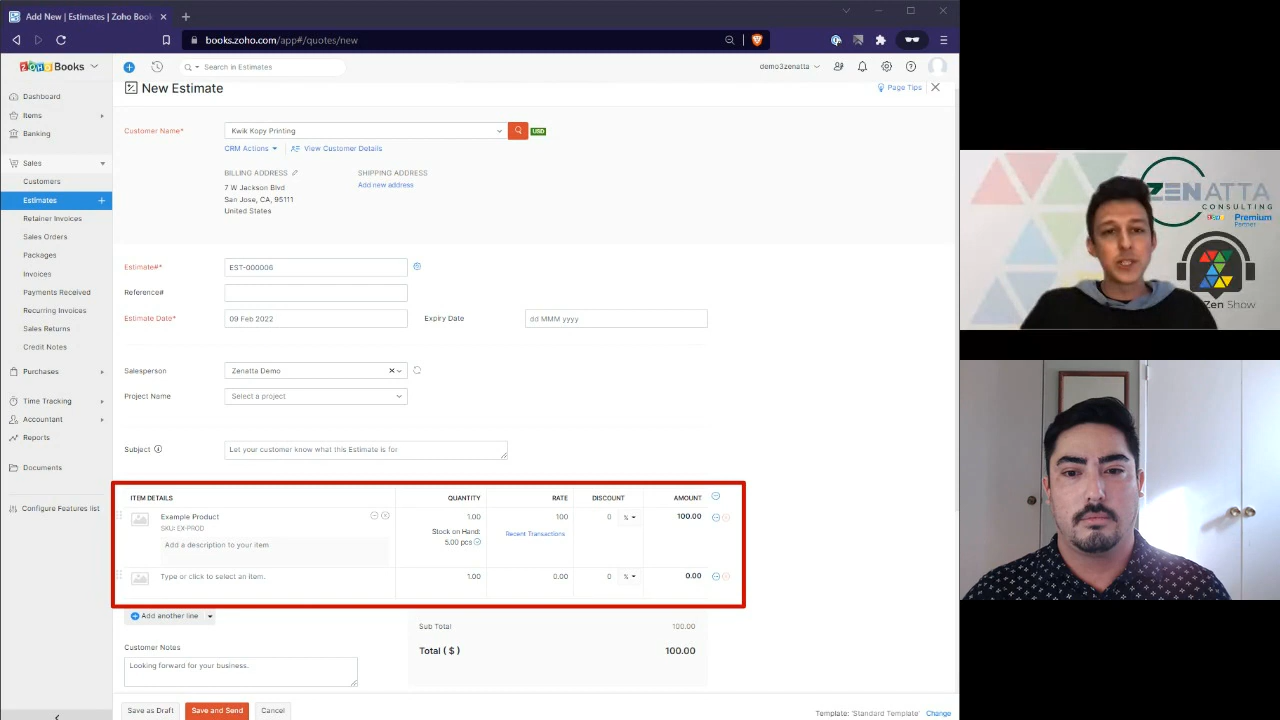 Add New | Estimates | Zoho Book
books.zoho.com/app#/quotes/new
ZOHO Books
Search in Estimates
demo3zenatta
Dashboard
Items
Banking
Sales
Customers
Estimates
Retainer Invoices
Sales Orders
Packages
Invoices
Payments Received
Recurring Invoices
Sales Returns
Credit Notes
Purchases
Time Tracking
Accountant
Reports
Documents
Configure Features list
New Estimate
Page Tips
Customer Name*
Kwik Kopy Printing
USD
CRM Actions
View Customer Details
BILLING ADDRESS
SHIPPING ADDRESS
7 W Jackson Blvd
Add new address
San Jose, CA, 95111
United States
Estimate#*
EST-000006
Reference#
Estimate Date*
09 Feb 2022
Expiry Date
dd MMM yyyy
Salesperson
Zenatta Demo
Project Name
Select a project
Subject
Let your customer know what this Estimate is for
ITEM DETAILS QUANTITY RATE DISCOUNT AMOUNT
Example Product 1.00 100 0 % 100.00
SKU: EX-PROD
Stock on Hand:
5.00 pcs
Recent Transactions
Add a description to your item
Type or click to select an item. 1.00 0.00 0 % 0.00
Add another line
Sub Total 100.00
Total ( $ ) 100.00
Customer Notes
Looking forward for your business.
Save as Draft
Save and Send
Cancel
Template: 'Standard Template' Change
ZENATTA
CONSULTING
ZOHO Premium
Partner
Zen Show